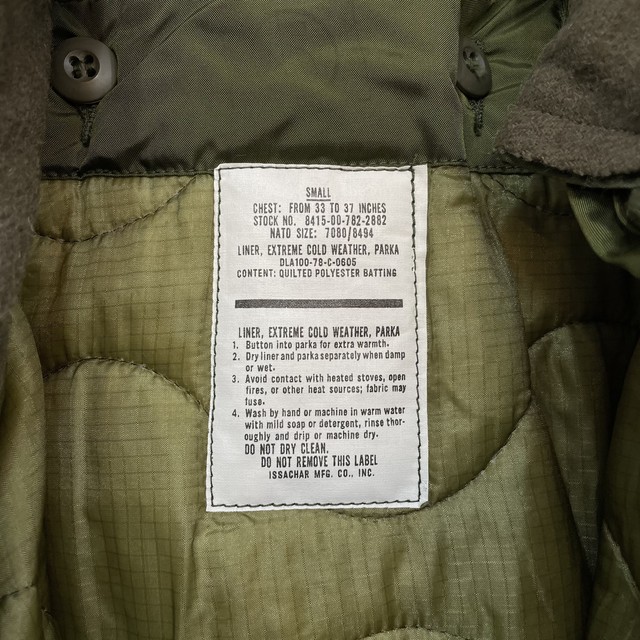 SMALL
CHEST: FROM 33 TO 37 INCHES
STOCK NO. 8415-00-782-2882
NATO SIZE: 7080/8494
LINER, EXTREME COLD WEATHER, PARKA
DLA100-78-C-0605
CONTENT: QUILTED POLYESTER BATTING
LINER, EXTREME COLD WEATHER, PARKA
1. Button into parka for extra warmth.
2. Dry liner and parka separately when damp
or wet.
3. Avoid contact with heated stoves, open
fires, or other heat sources; fabric may
fuse.
4. Wash by hand or machine in warm water
with mild soap or detergent, rinse thor-
oughly and drip or machine dry.
DO NOT DRY CLEAN.
DO NOT REMOVE THIS LABEL
ISSACHAR MFG. CO., INC.